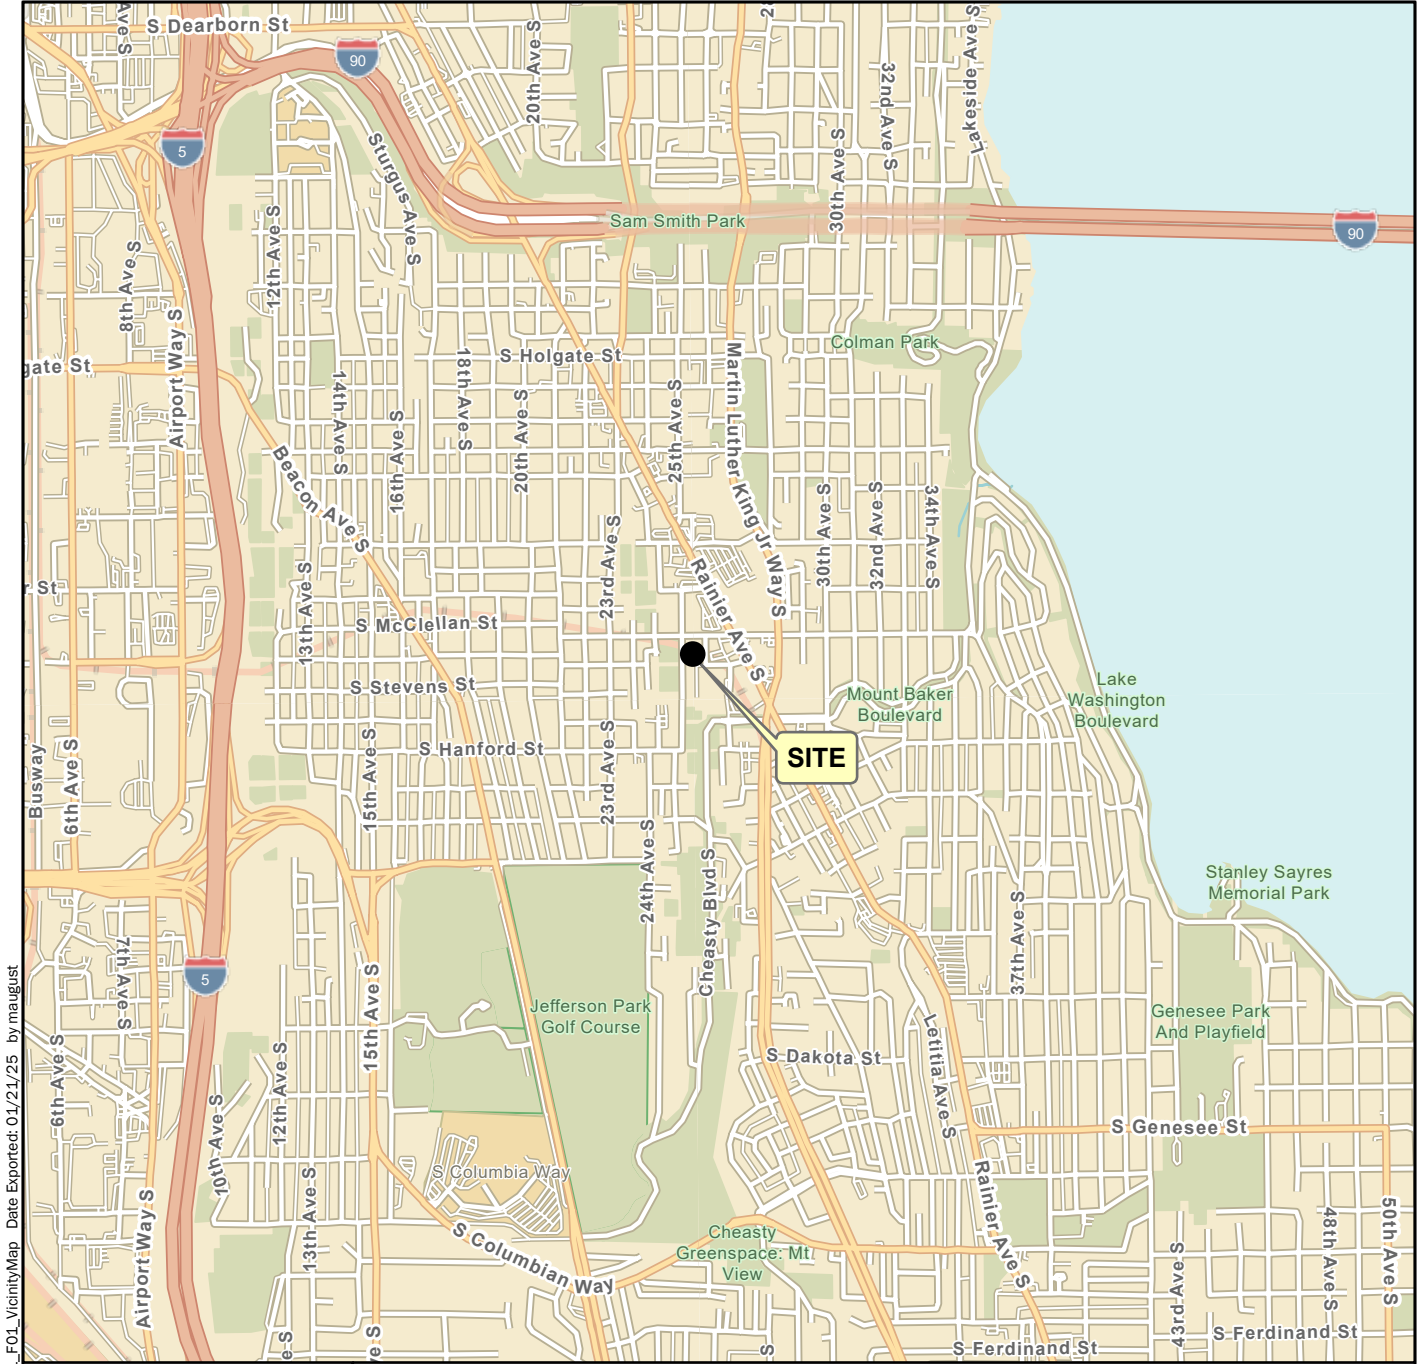 Ave S
S Dearborn St
90
5
20th Ave S
2
32nd Ave S
Lakeside Ave S
Sturgus Ave S
30th Ave S
Sam Smith Park
90
12th Ave S
8th Ave S
Airport Way S
gate St
S Holgate St
Colman Park
14th Ave S
16th Ave S
18th Ave S
20th Ave S
25th Ave S
Martin Luther King Jr Way S
Beacon Ave S
30th Ave S
32nd Ave S
34th Ave S
23rd Ave S
r St
13th Ave S
S McClellan St
Rainier Ave S
S Stevens St
Mount Baker
Boulevard
Lake
Washington
Boulevard
S Hanford St
SITE
Busway
6th Ave S
15th Ave S
23rd Ave S
24th Ave S
Cheasty Blvd S
Stanley Sayres
Memorial Park
37th Ave S
7th Ave S
5
15th Ave S
Jefferson Park
Golf Course
Genesee Park
And Playfield
Letitia Ave S
S Dakota St
6th Ave S
12th Ave S
10th Ave S
S Genesee St
S Columbia Way
Rainier Ave S
13th Ave S
Airport Way S
S Columbian Way
Cheasty
Greenspace: Mt
View
43rd Ave S
48th Ave S
50th Ave S
S Ferdinand St
S Ferdinand St
e S
ve S
S
_F01_VicinityMap Date Exported: 01/21/25 by maugust